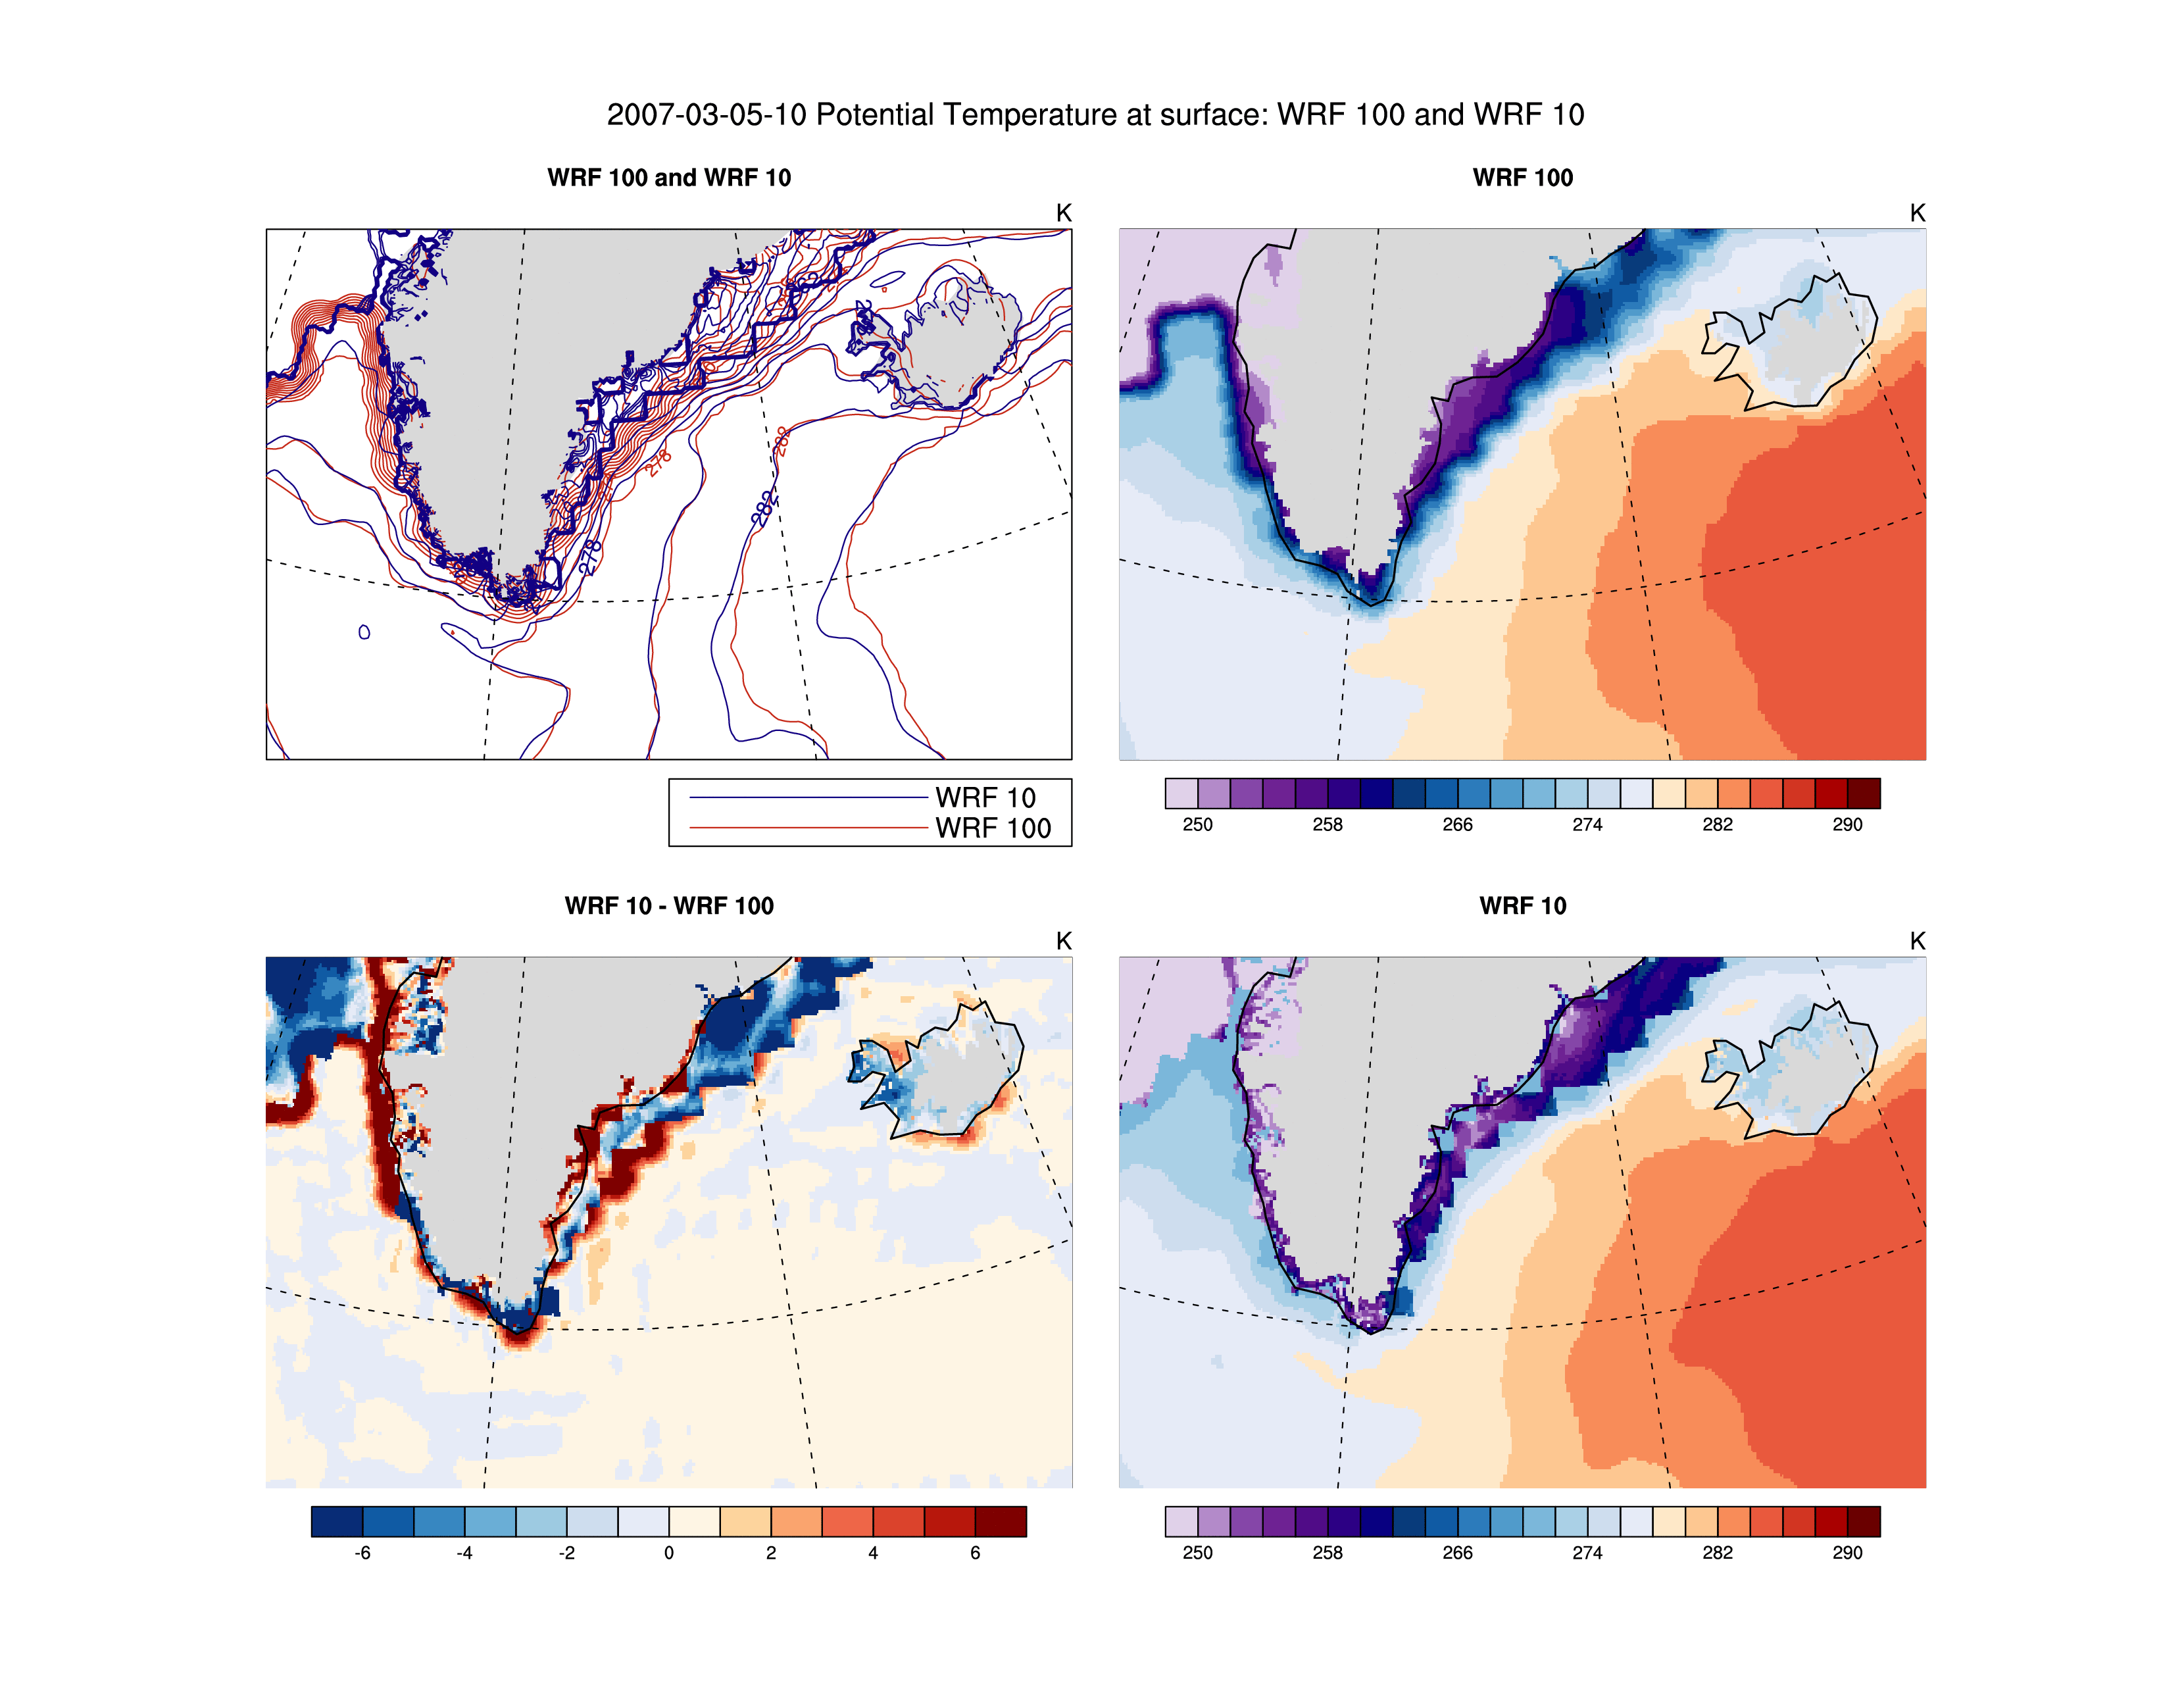 2007-03-05-10 Potential Temperature at surface: WRF 100 and WRF 10
WRF 100 and WRF 10
K
278
282
282
278
WRF 10
WRF 100
WRF 100
K
250 258 266 274 282 290
WRF 10 - WRF 100
K
-6 -4 -2 0 2 4 6
WRF 10
K
250 258 266 274 282 290